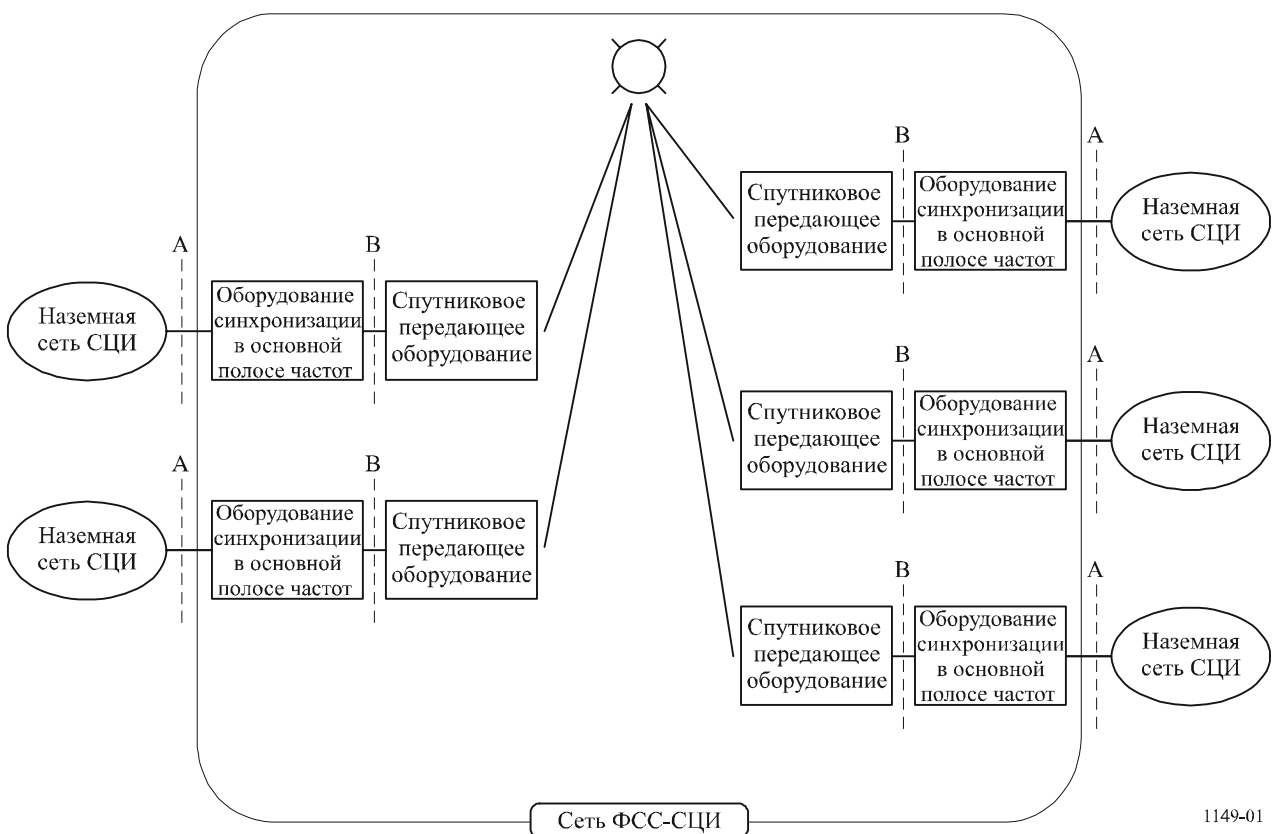 B
A
Спутниковое
передающее
оборудование
Оборудование
синхронизации
в основной
полосе частот
Наземная
сеть СЦИ
A
B
Наземная
сеть СЦИ
Оборудование
синхронизации
в основной
полосе частот
Спутниковое
передающее
оборудование
B
A
Спутниковое
передающее
оборудование
Оборудование
синхронизации
в основной
полосе частот
Наземная
сеть СЦИ
A
B
Наземная
сеть СЦИ
Оборудование
синхронизации
в основной
полосе частот
Спутниковое
передающее
оборудование
B
A
Спутниковое
передающее
оборудование
Оборудование
синхронизации
в основной
полосе частот
Наземная
сеть СЦИ
Сеть ФСС-СЦИ
1149-01